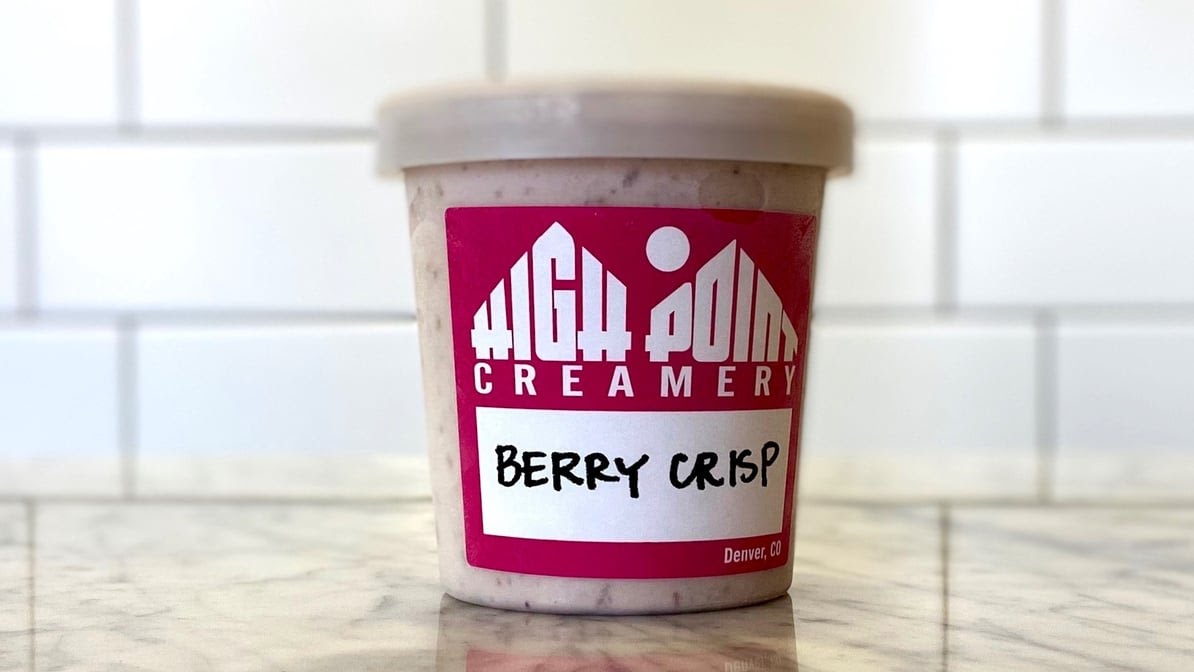 HIGH POINT
CREAMERY
BERRY CRISP
Denver, CO